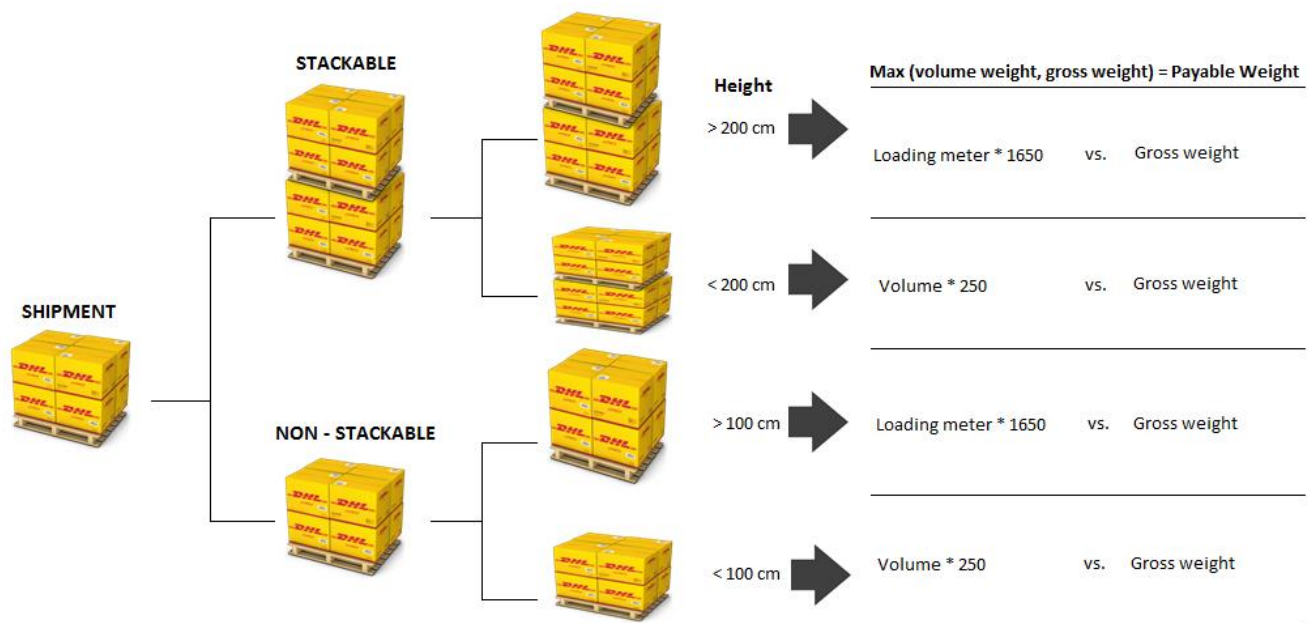 STACKABLE
Height
Max (volume weight, gross weight) = Payable Weight
> 200 cm
Loading meter * 1650 vs. Gross weight
< 200 cm
Volume * 250 vs. Gross weight
SHIPMENT
NON - STACKABLE
> 100 cm
Loading meter * 1650 vs. Gross weight
< 100 cm
Volume * 250 vs. Gross weight
DHL